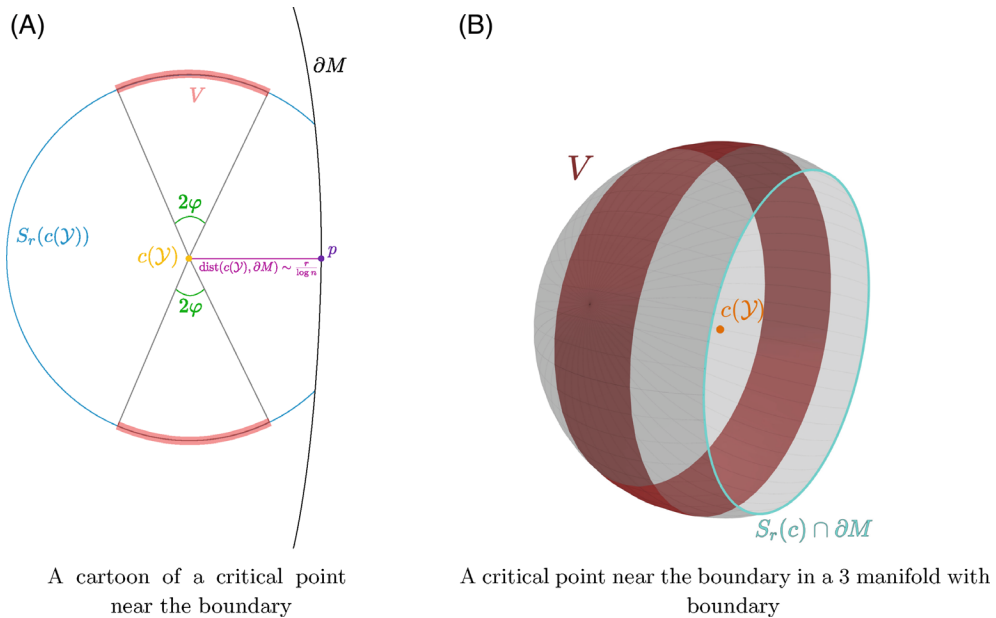 (A)
∂M
V
2φ
S_r(c(𝒴))
c(𝒴)
p
dist(c(𝒴), ∂M) ∼ r/log n
2φ
A cartoon of a critical point
near the boundary
(B)
V
c(𝒴)
S_r(c) ∩ ∂M
A critical point near the boundary in a 3 manifold with
boundary